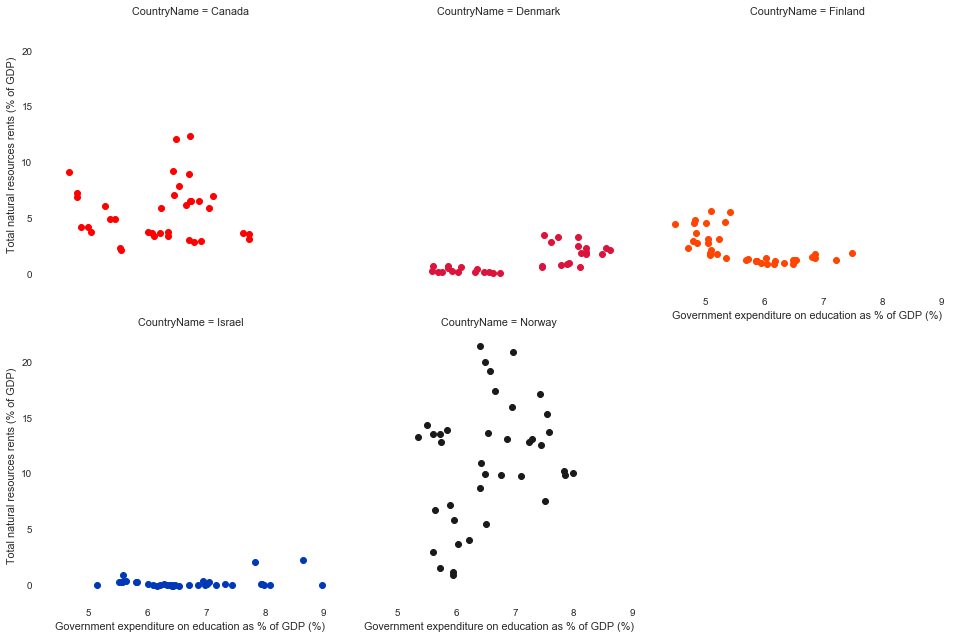 CountryName = Canada
CountryName = Denmark
CountryName = Finland
Total natural resources rents (% of GDP)
20
15
10
5
0
5 6 7 8 9
Government expenditure on education as % of GDP (%)
CountryName = Israel
CountryName = Norway
Total natural resources rents (% of GDP)
20
15
10
5
0
5 6 7 8 9
5 6 7 8 9
Government expenditure on education as % of GDP (%)
Government expenditure on education as % of GDP (%)